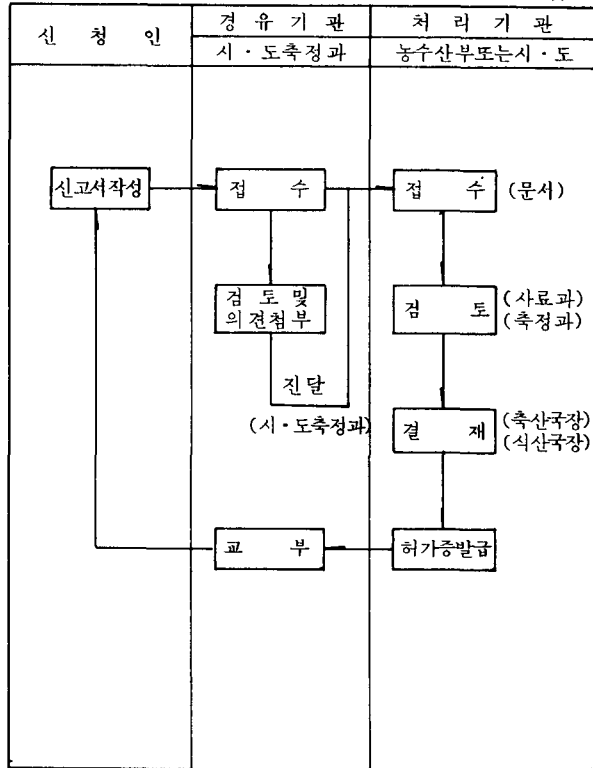 신 청 인
경 유 기 관
처 리 기 관
시·도축정과
농수산부또는시·도
신고서작성
접 수
접 수 (문서)
검 토 및
의견첨부
검 토
(사료과)
(축정과)
진달
(시·도축정과)
결 재
(축산국장)
(식산국장)
교 부
허가증발급